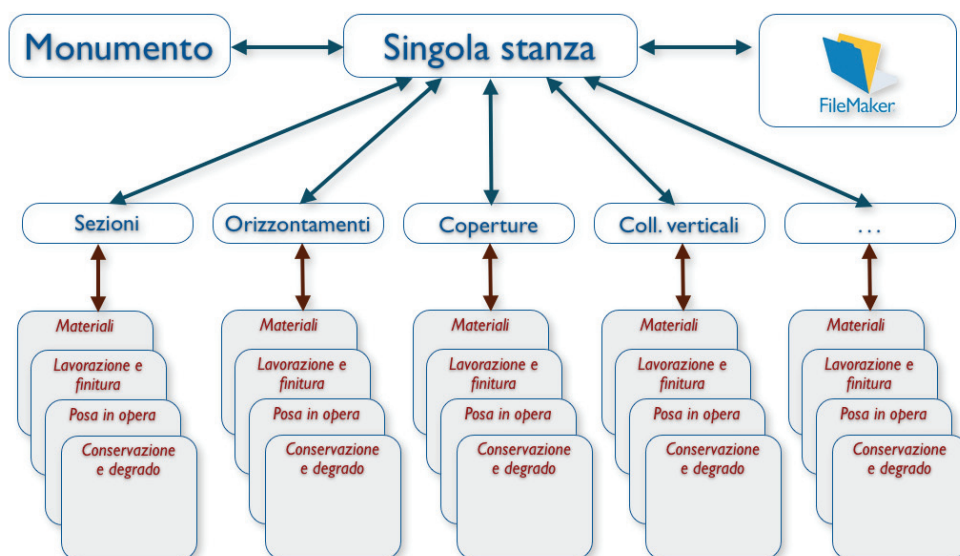 Monumento
Singola stanza
FileMaker
Sezioni
Orizzontamenti
Coperture
Coll. verticali
...
Materiali
Lavorazione e
finitura
Posa in opera
Conservazione
e degrado
Materiali
Lavorazione e
finitura
Posa in opera
Conservazione
e degrado
Materiali
Lavorazione e
finitura
Posa in opera
Conservazione
e degrado
Materiali
Lavorazione e
finitura
Posa in opera
Conservazione
e degrado
Materiali
Lavorazione e
finitura
Posa in opera
Conservazione
e degrado